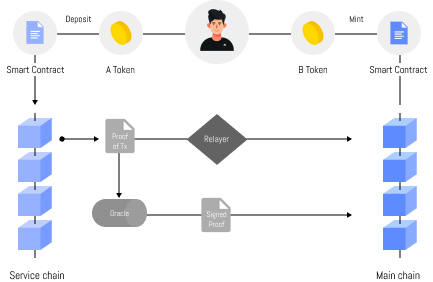 Deposit
Mint
Smart Contract
A Token
B Token
Smart Contract
Proof
of Tx
Relayer
Oracle
Signed
Proof
Service chain
Main chain